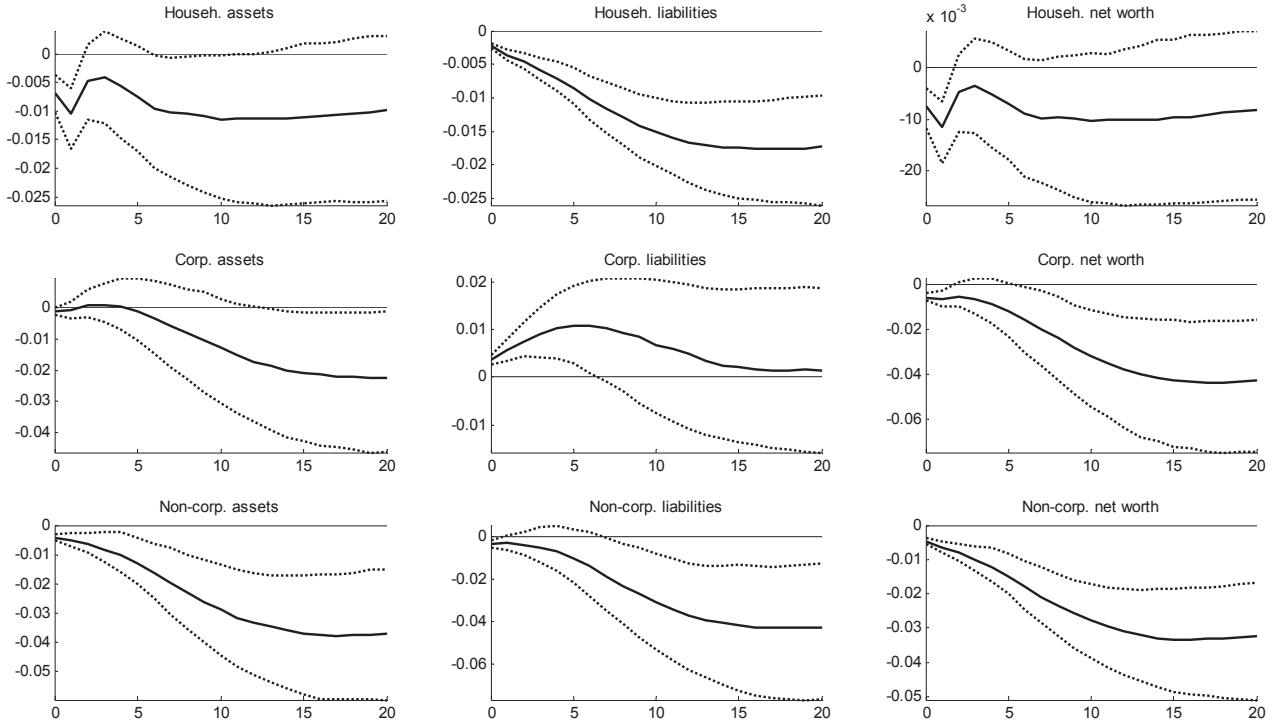 Househ. assets
0
-0.005
-0.01
-0.015
-0.02
-0.025
0 5 10 15 20
Househ. liabilities
0
-0.005
-0.01
-0.015
-0.02
-0.025
0 5 10 15 20
x 10⁻³
Househ. net worth
0
-10
-20
0 5 10 15 20
Corp. assets
0
-0.01
-0.02
-0.03
-0.04
0 5 10 15 20
Corp. liabilities
0.02
0.01
0
-0.01
0 5 10 15 20
Corp. net worth
0
-0.02
-0.04
-0.06
0 5 10 15 20
Non-corp. assets
0
-0.01
-0.02
-0.03
-0.04
-0.05
0 5 10 15 20
Non-corp. liabilities
0
-0.02
-0.04
-0.06
0 5 10 15 20
Non-corp. net worth
0
-0.01
-0.02
-0.03
-0.04
-0.05
0 5 10 15 20